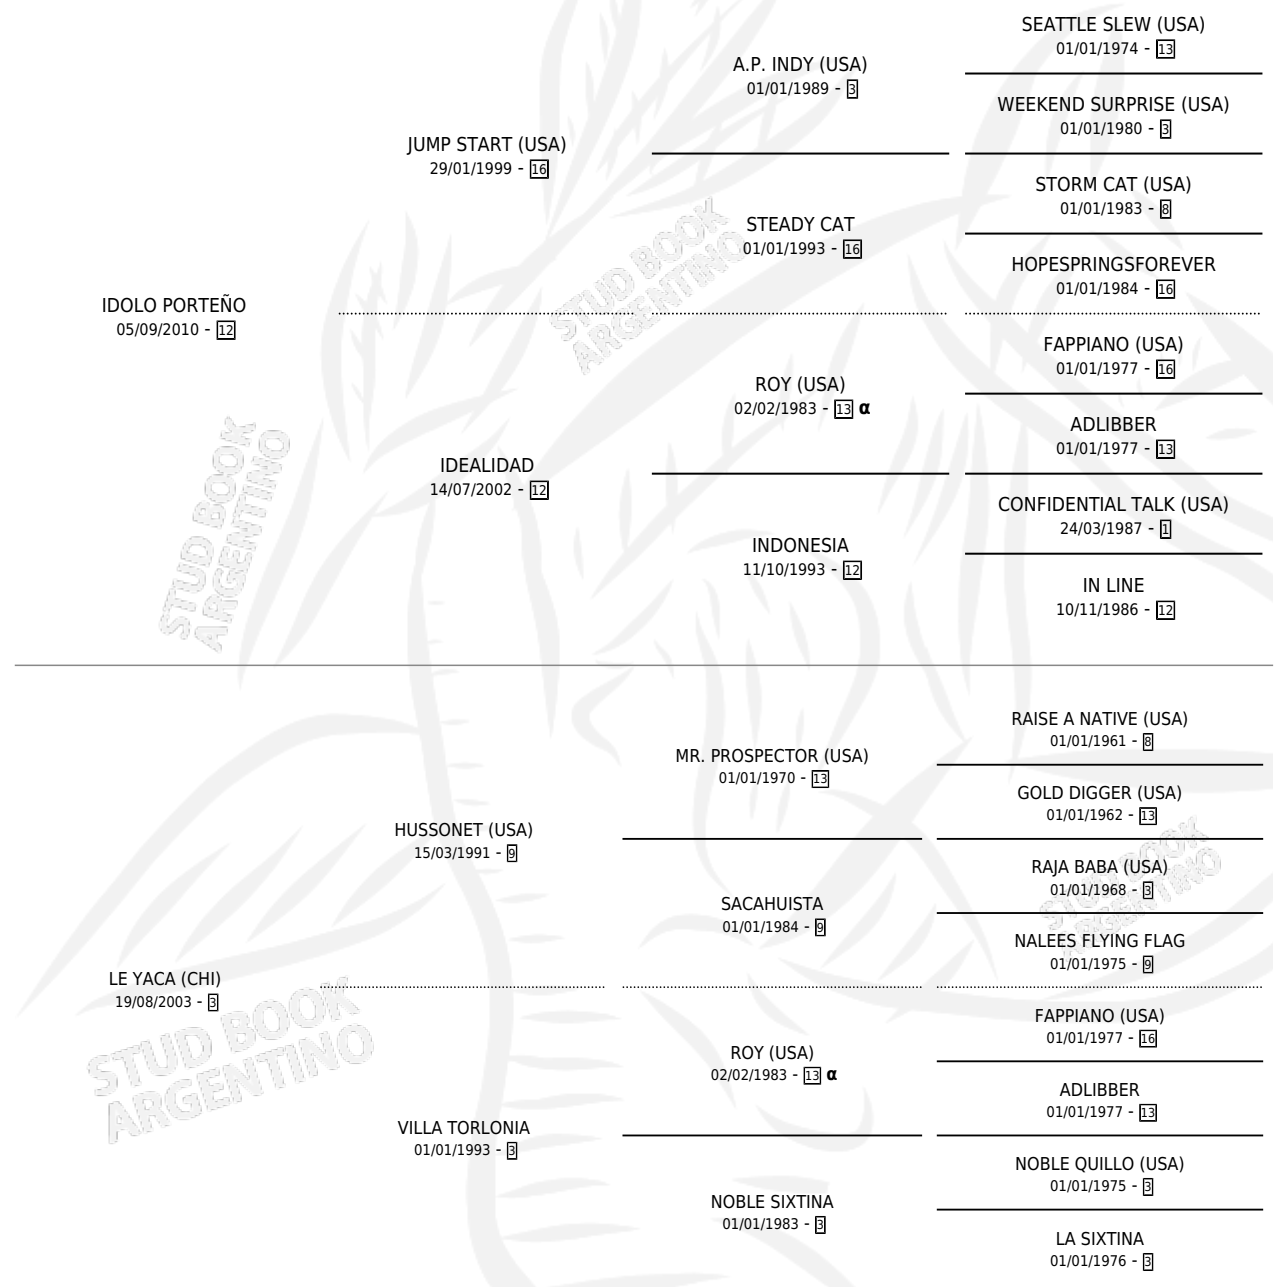 SEATTLE SLEW (USA)
01/01/1974 - 13
A.P. INDY (USA)
01/01/1989 - 3
WEEKEND SURPRISE (USA)
01/01/1980 - 3
JUMP START (USA)
29/01/1999 - 16
STORM CAT (USA)
01/01/1983 - 8
STEADY CAT
01/01/1993 - 16
HOPESPRINGSFOREVER
01/01/1984 - 16
IDOLO PORTEÑO
05/09/2010 - 12
FAPPIANO (USA)
01/01/1977 - 16
ROY (USA)
02/02/1983 - 13 α
ADLIBBER
01/01/1977 - 13
IDEALIDAD
14/07/2002 - 12
CONFIDENTIAL TALK (USA)
24/03/1987 - 1
INDONESIA
11/10/1993 - 12
IN LINE
10/11/1986 - 12
STUD BOOK
ARGENTINO
STUD BOOK
ARGENTINO
RAISE A NATIVE (USA)
01/01/1961 - 8
MR. PROSPECTOR (USA)
01/01/1970 - 13
GOLD DIGGER (USA)
01/01/1962 - 13
HUSSONET (USA)
15/03/1991 - 9
RAJA BABA (USA)
01/01/1968 - 3
SACAHUISTA
01/01/1984 - 9
NALEES FLYING FLAG
01/01/1975 - 9
LE YACA (CHI)
19/08/2003 - 3
FAPPIANO (USA)
01/01/1977 - 16
ROY (USA)
02/02/1983 - 13 α
ADLIBBER
01/01/1977 - 13
VILLA TORLONIA
01/01/1993 - 3
NOBLE QUILLO (USA)
01/01/1975 - 3
NOBLE SIXTINA
01/01/1983 - 3
LA SIXTINA
01/01/1976 - 3
STUD BOOK
ARGENTINO
STUD BOOK
ARGENTINO